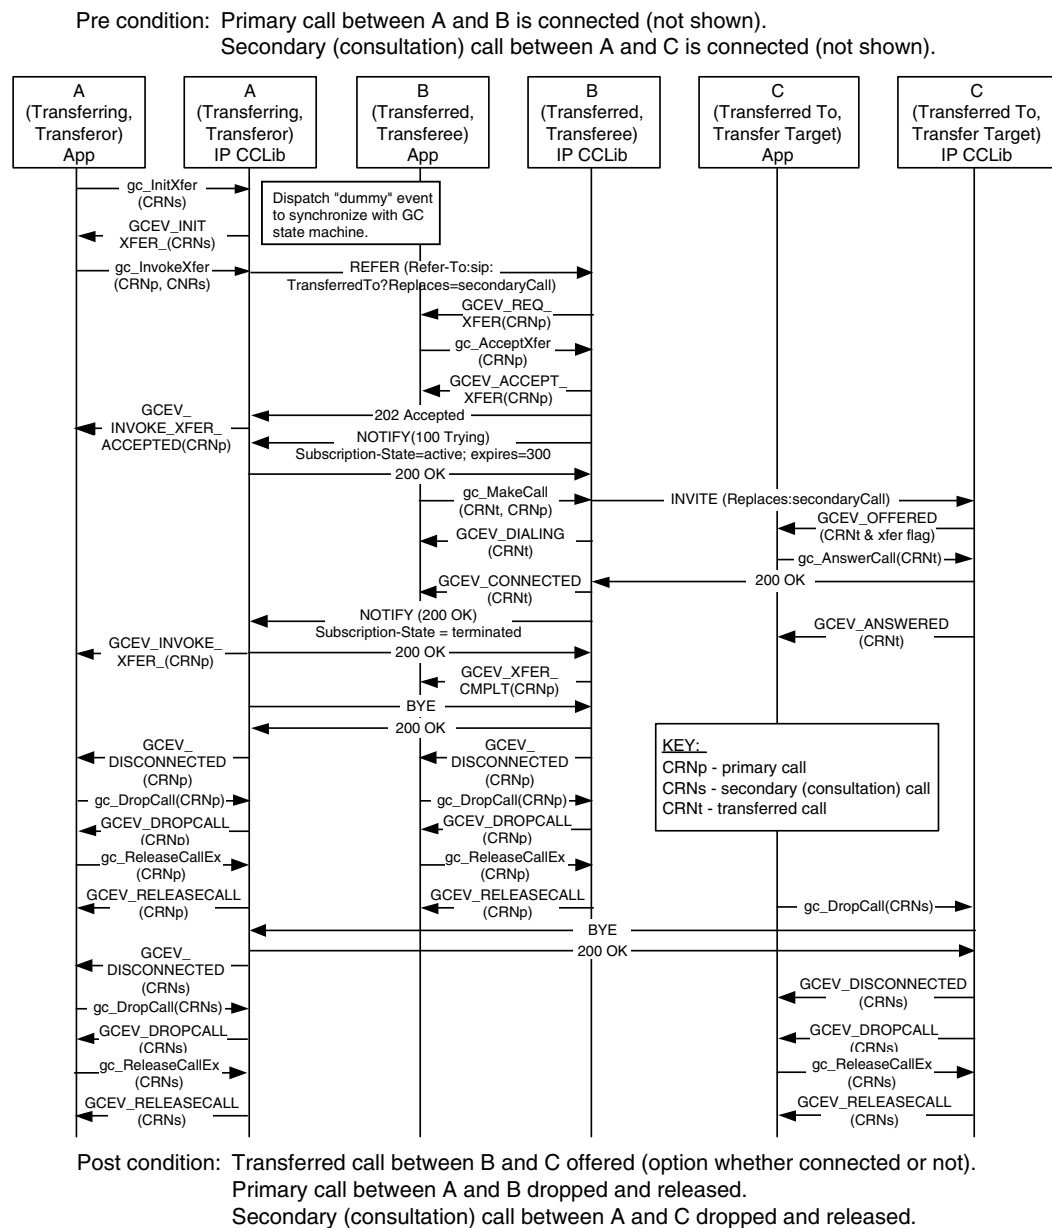 Pre condition: Primary call between A and B is connected (not shown).
Secondary (consultation) call between A and C is connected (not shown).
A
(Transferring,
Transferor)
App
A
(Transferring,
Transferor)
IP CCLib
B
(Transferred,
Transferee)
App
B
(Transferred,
Transferee)
IP CCLib
C
(Transferred To,
Transfer Target)
App
C
(Transferred To,
Transfer Target)
IP CCLib
gc_InitXfer
(CRNs)
Dispatch "dummy" event
to synchronize with GC
state machine.
GCEV_INIT
XFER_(CRNs)
gc_InvokeXfer
(CRNp, CNRs)
REFER (Refer-To:sip:
TransferredTo?Replaces=secondaryCall)
GCEV_REQ_
XFER(CRNp)
gc_AcceptXfer
(CRNp)
GCEV_ACCEPT_
XFER(CRNp)
202 Accepted
GCEV_
INVOKE_XFER_
ACCEPTED(CRNp)
NOTIFY(100 Trying)
Subscription-State=active; expires=300
200 OK
gc_MakeCall
(CRNt, CRNp)
INVITE (Replaces:secondaryCall)
GCEV_OFFERED
(CRNt & xfer flag)
GCEV_DIALING
(CRNt)
gc_AnswerCall(CRNt)
200 OK
GCEV_CONNECTED
(CRNt)
NOTIFY (200 OK)
Subscription-State = terminated
GCEV_ANSWERED
(CRNt)
GCEV_INVOKE_
XFER_(CRNp)
200 OK
GCEV_XFER_
CMPLT(CRNp)
BYE
200 OK
KEY:
CRNp - primary call
CRNs - secondary (consultation) call
CRNt - transferred call
GCEV_
DISCONNECTED
(CRNp)
GCEV_
DISCONNECTED
(CRNp)
gc_DropCall(CRNp)
gc_DropCall(CRNp)
GCEV_DROPCALL
(CRNp)
GCEV_DROPCALL
(CRNp)
gc_ReleaseCallEx
(CRNp)
gc_ReleaseCallEx
(CRNp)
GCEV_RELEASECALL
(CRNp)
GCEV_RELEASECALL
(CRNp)
gc_DropCall(CRNs)
BYE
200 OK
GCEV_
DISCONNECTED
(CRNs)
GCEV_DISCONNECTED
(CRNs)
gc_DropCall(CRNs)
GCEV_DROPCALL
(CRNs)
GCEV_DROPCALL
(CRNs)
gc_ReleaseCallEx
(CRNs)
gc_ReleaseCallEx
(CRNs)
GCEV_RELEASECALL
(CRNs)
GCEV_RELEASECALL
(CRNs)
Post condition: Transferred call between B and C offered (option whether connected or not).
Primary call between A and B dropped and released.
Secondary (consultation) call between A and C dropped and released.